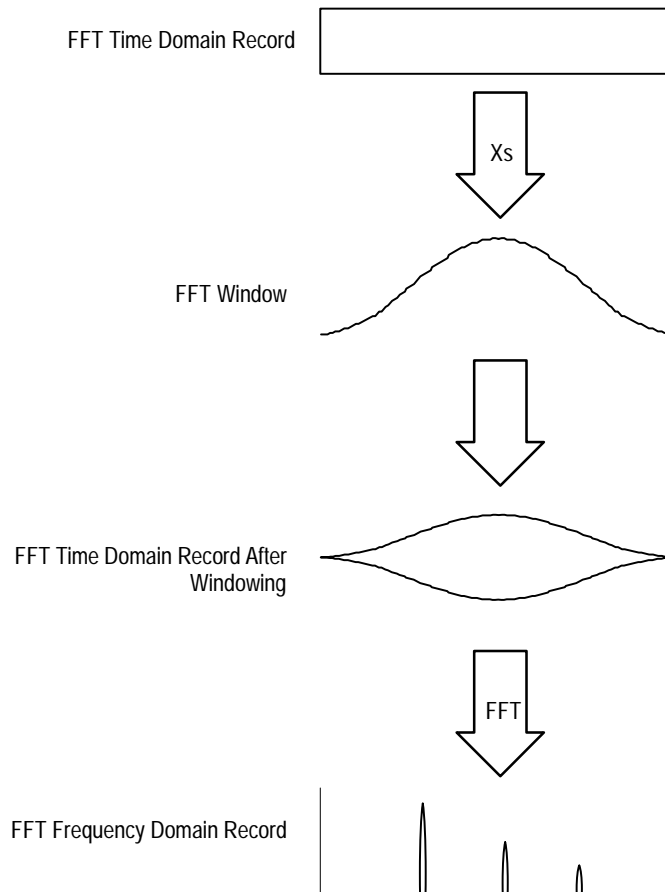 FFT Time Domain Record
Xs
FFT Window
FFT Time Domain Record After
Windowing
FFT
FFT Frequency Domain Record